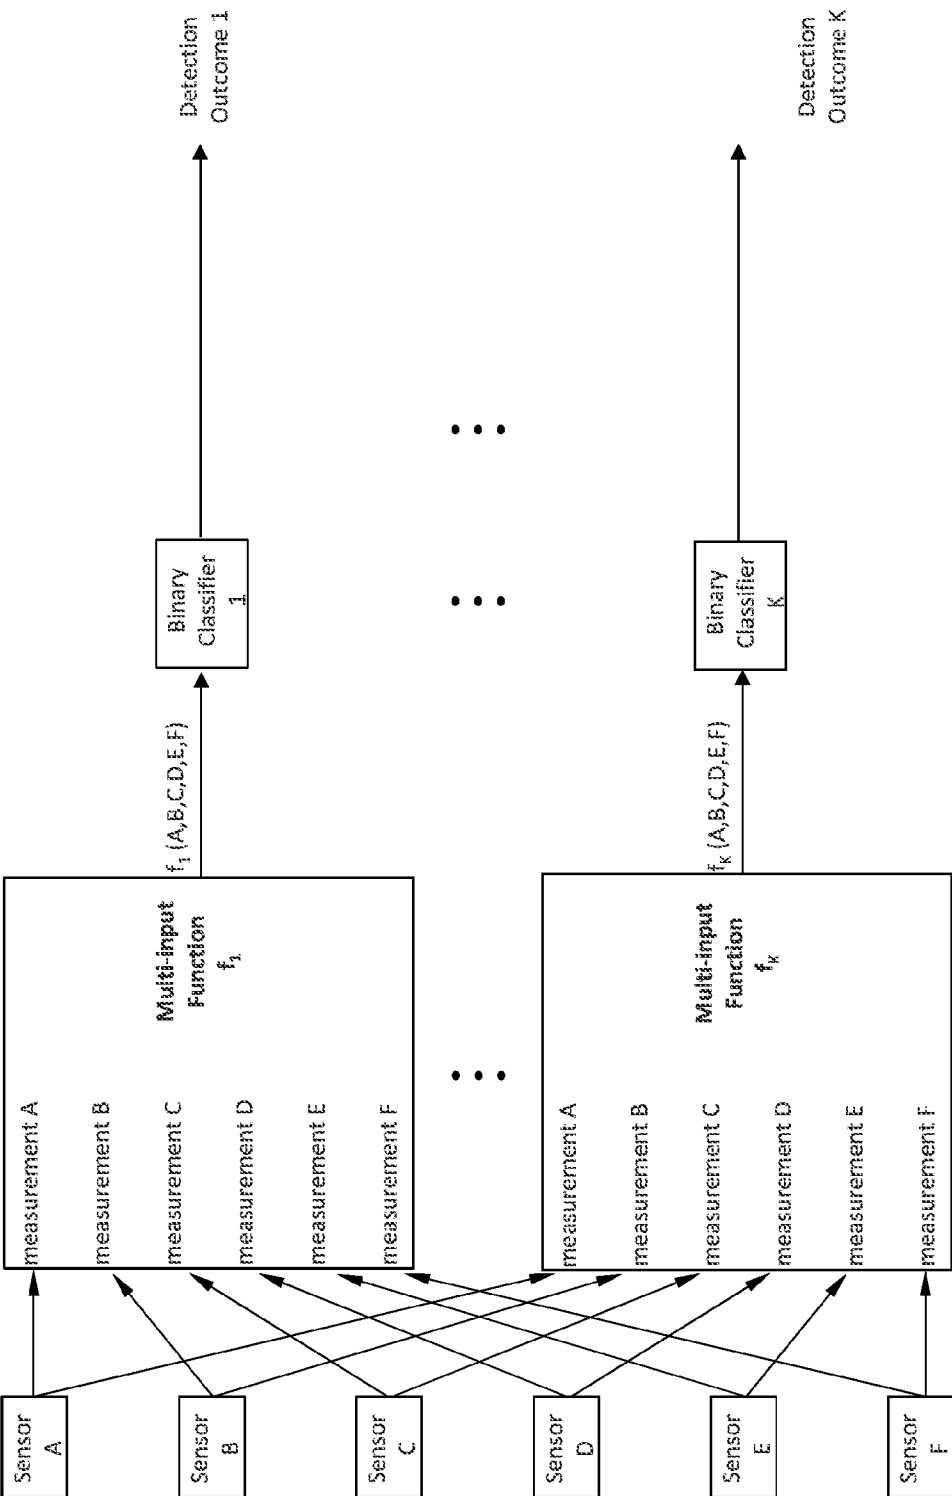 Sensor
A
Sensor
B
Sensor
C
Sensor
D
Sensor
E
Sensor
F
measurement A
measurement B
measurement C
measurement D
measurement E
measurement F
Multi-input
Function
f1
f1 (A,B,C,D,E,F)
Binary
Classifier
1
Detection
Outcome 1
measurement A
measurement B
measurement C
measurement D
measurement E
measurement F
Multi-input
Function
fK
fK (A,B,C,D,E,F)
Binary
Classifier
K
Detection
Outcome K